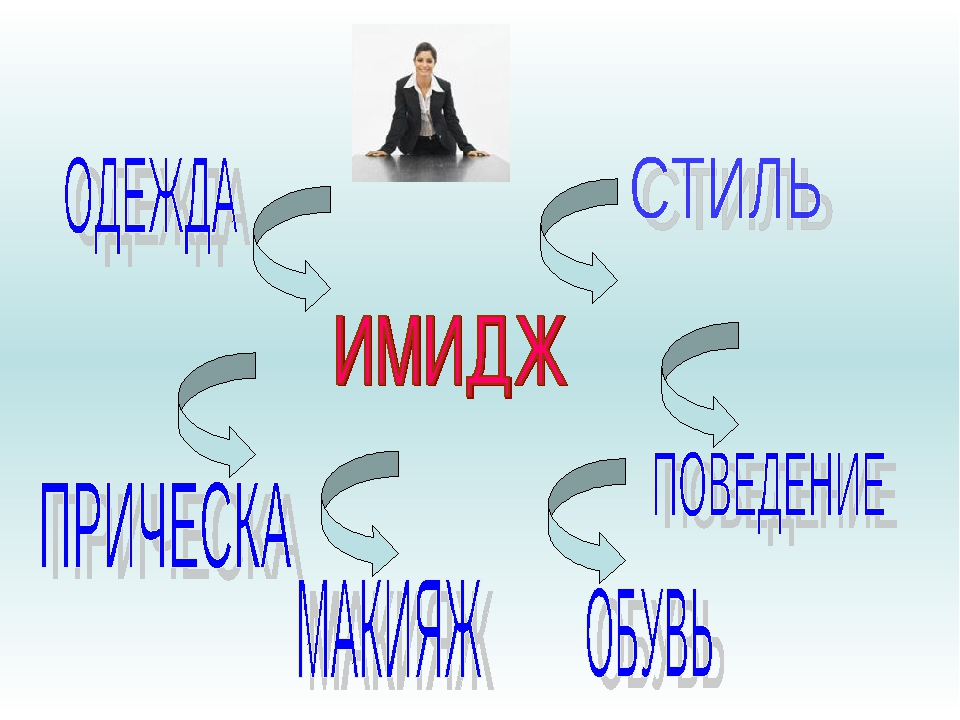 ОДЕЖДА
СТИЛЬ
ИМИДЖ
ПОВЕДЕНИЕ
ПРИЧЕСКА
МАКИЯЖ
ОБУВЬ